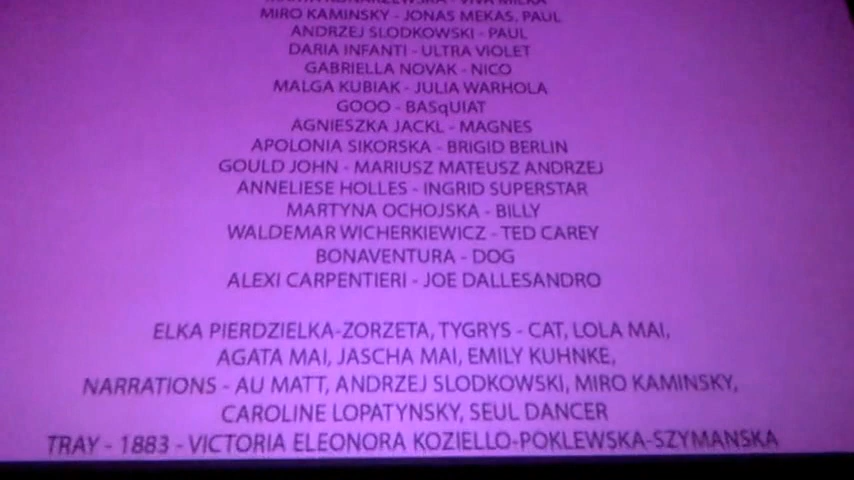 MIRO KAMINSKY - JONAS MEKAS, PAUL
ANDRZEJ SLODKOWSKI - PAUL
DARIA INFANTI - ULTRA VIOLET
GABRIELLA NOVAK - NICO
MALGA KUBIAK - JULIA WARHOLA
GOOO - BASqUIAT
AGNIESZKA JACKL - MAGNES
APOLONIA SIKORSKA - BRIGID BERLIN
GOULD JOHN - MARIUSZ MATEUSZ ANDRZEJ
ANNELIESE HOLLES - INGRID SUPERSTAR
MARTYNA OCHOJSKA - BILLY
WALDEMAR WICHERKIEWICZ - TED CAREY
BONAVENTURA - DOG
ALEXI CARPENTIERI - JOE DALLESANDRO
ELKA PIERDZIELKA-ZORZETA, TYGRYS - CAT, LOLA MAI,
AGATA MAI, JASCHA MAI, EMILY KUHNKE,
NARRATIONS - AU MATT, ANDRZEJ SLODKOWSKI, MIRO KAMINSKY,
CAROLINE LOPATYNSKY, SEUL DANCER
TRAY - 1883 - VICTORIA ELEONORA KOZIELLO-POKLEWSKA-SZYMANSKA